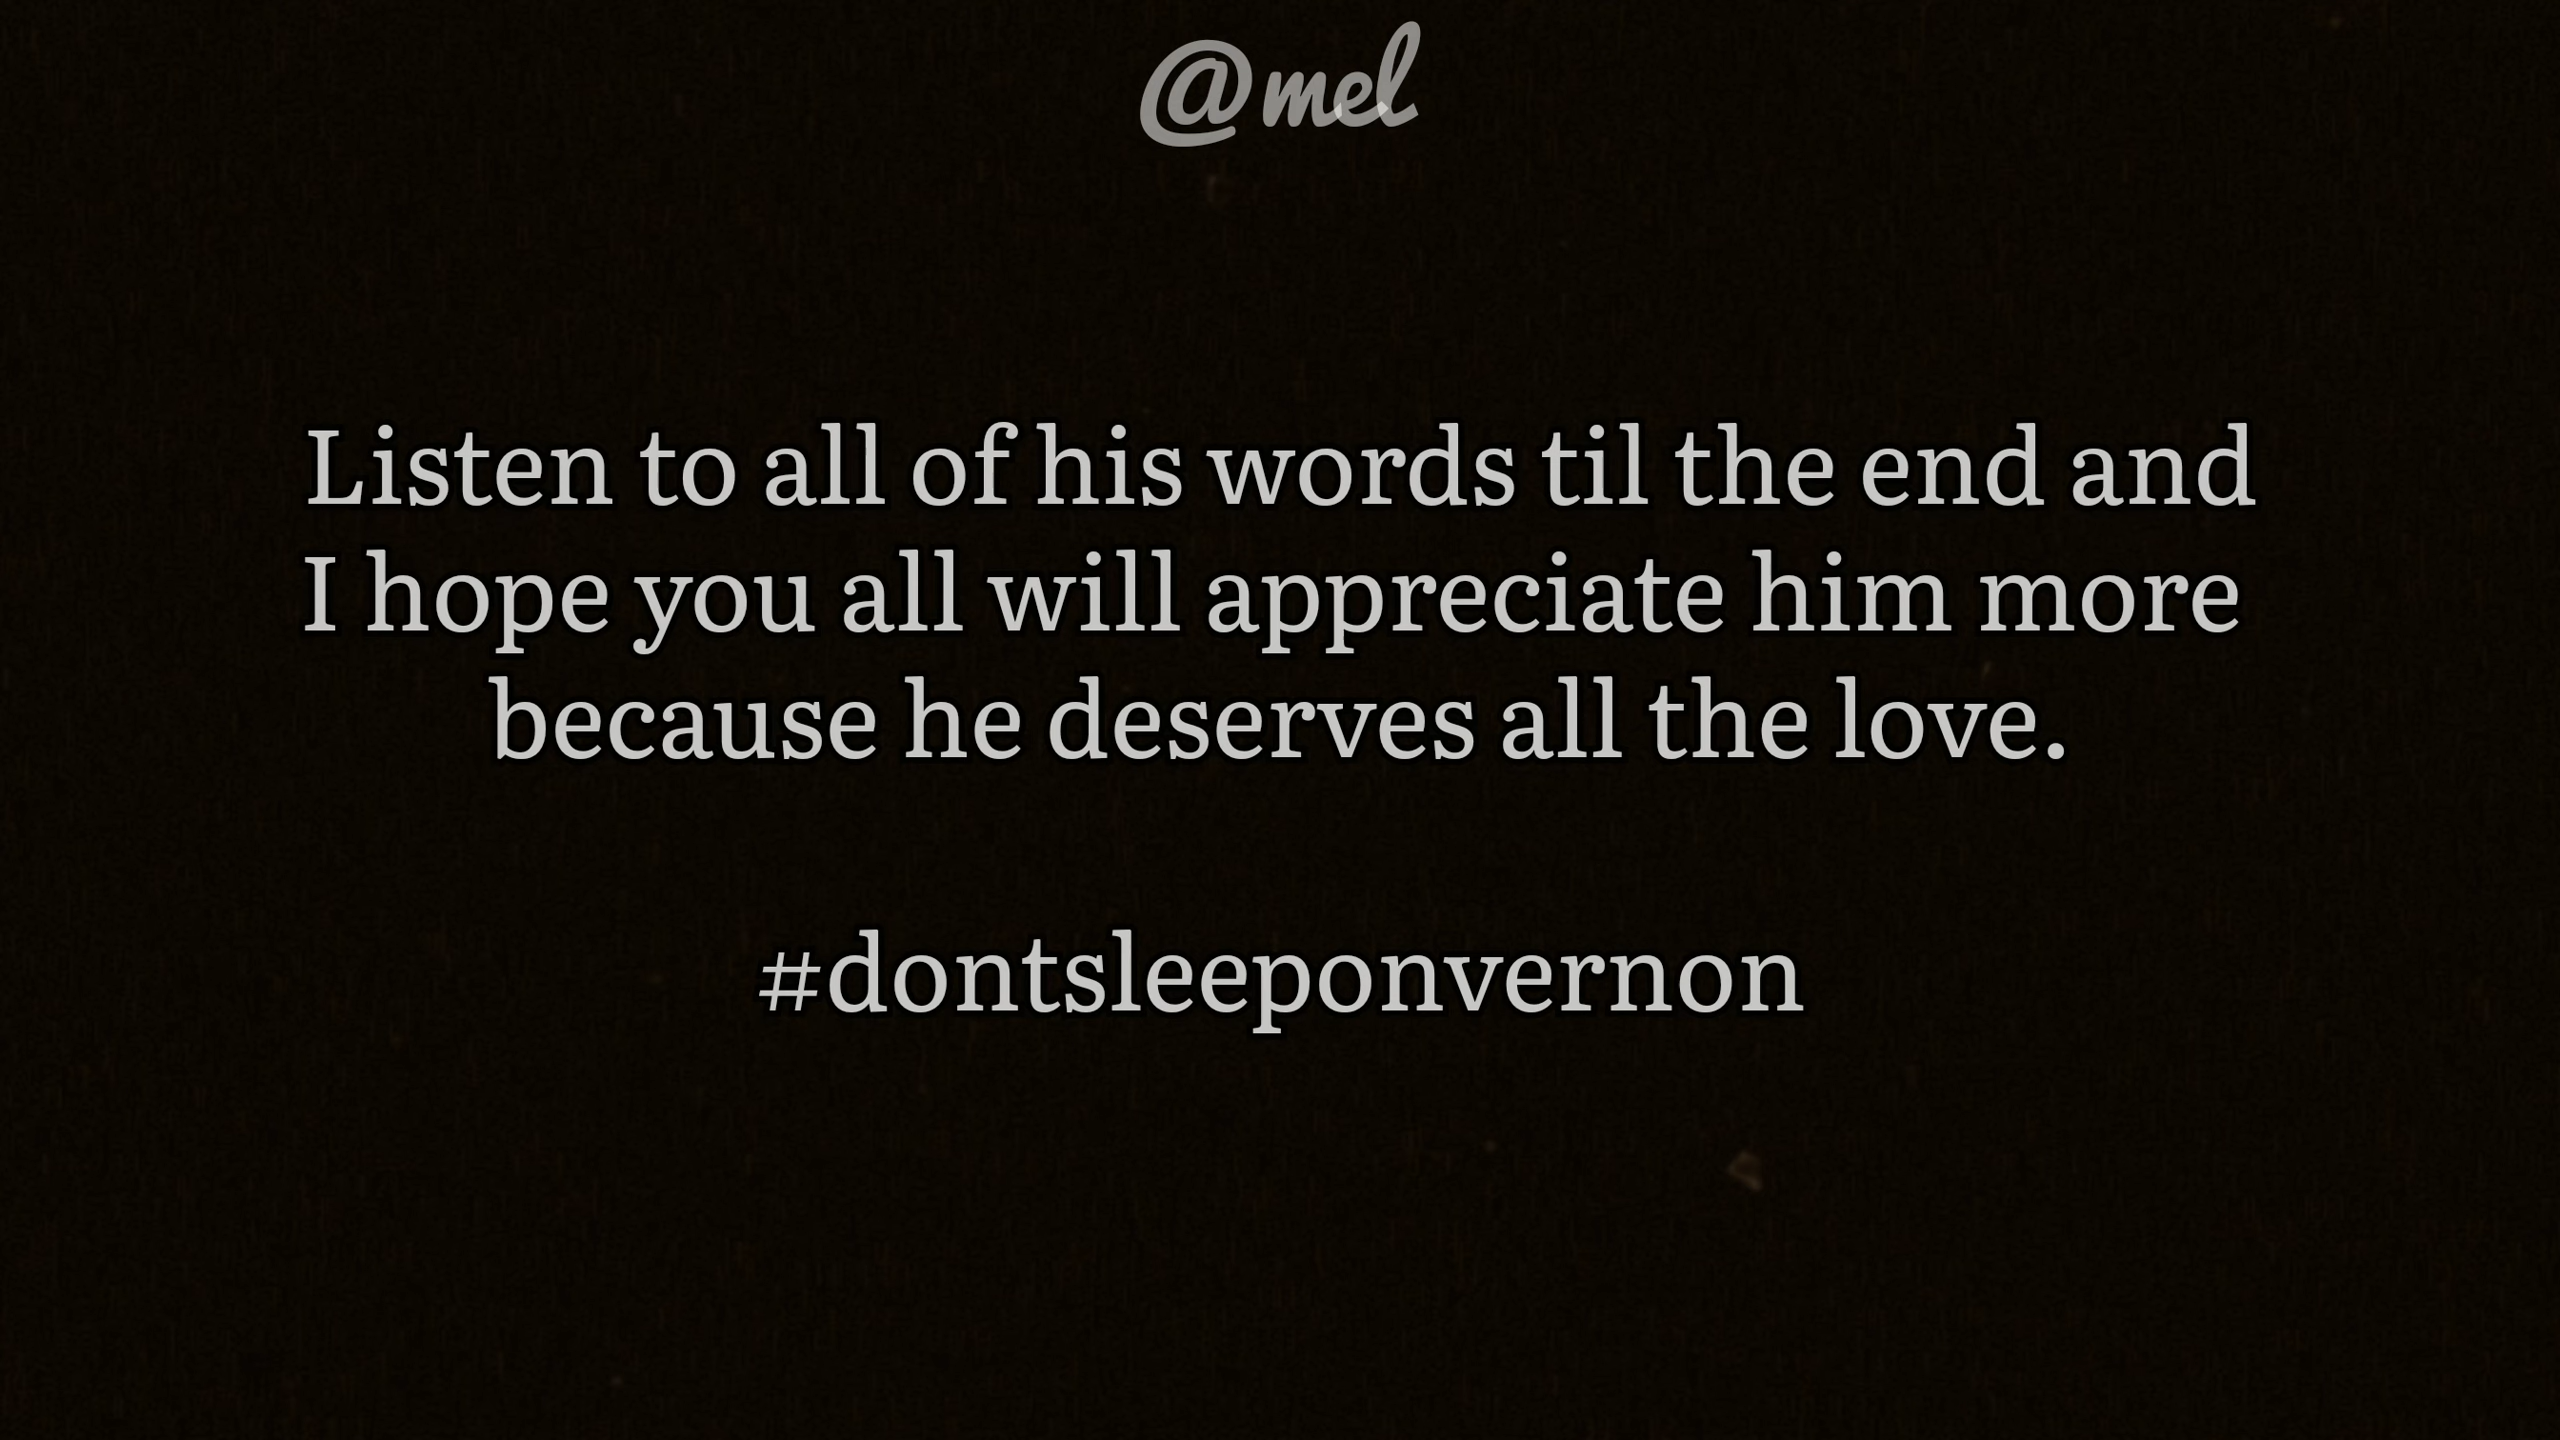 @mel
Listen to all of his words til the end and
I hope you all will appreciate him more
because he deserves all the love.
#dontsleeponvernon